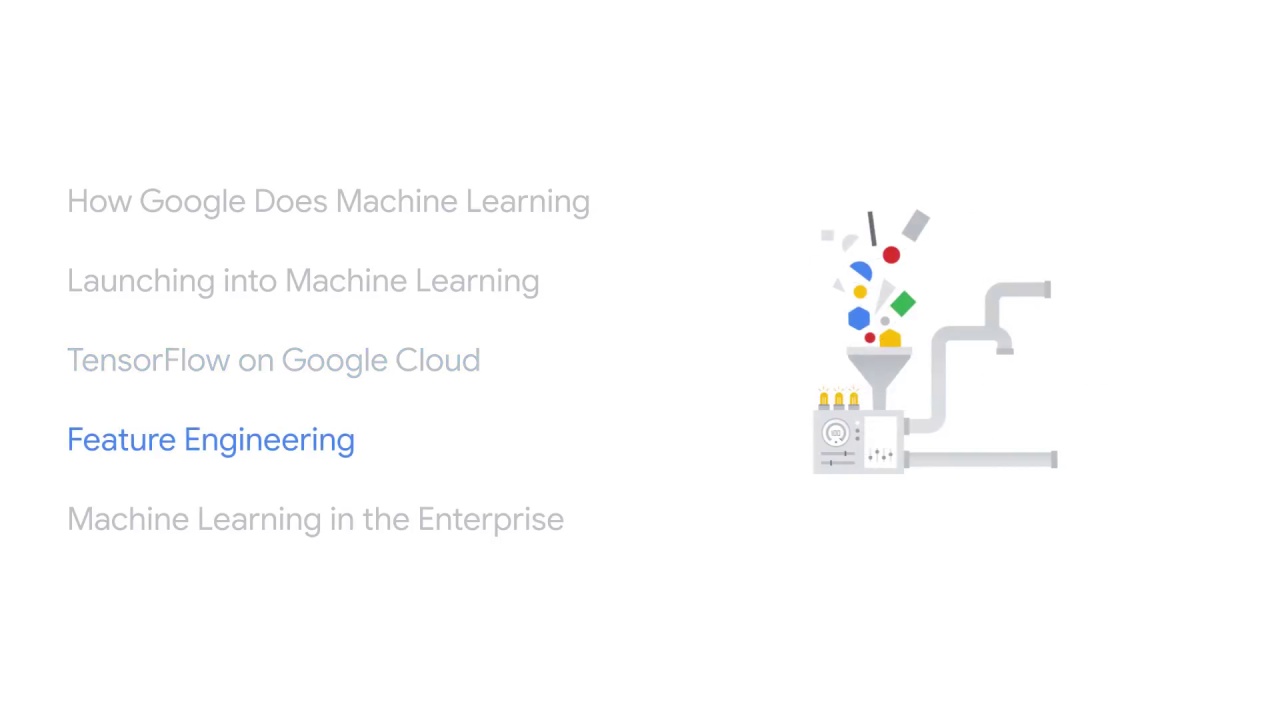 How Google Does Machine Learning
Launching into Machine Learning
TensorFlow on Google Cloud
Feature Engineering
Machine Learning in the Enterprise